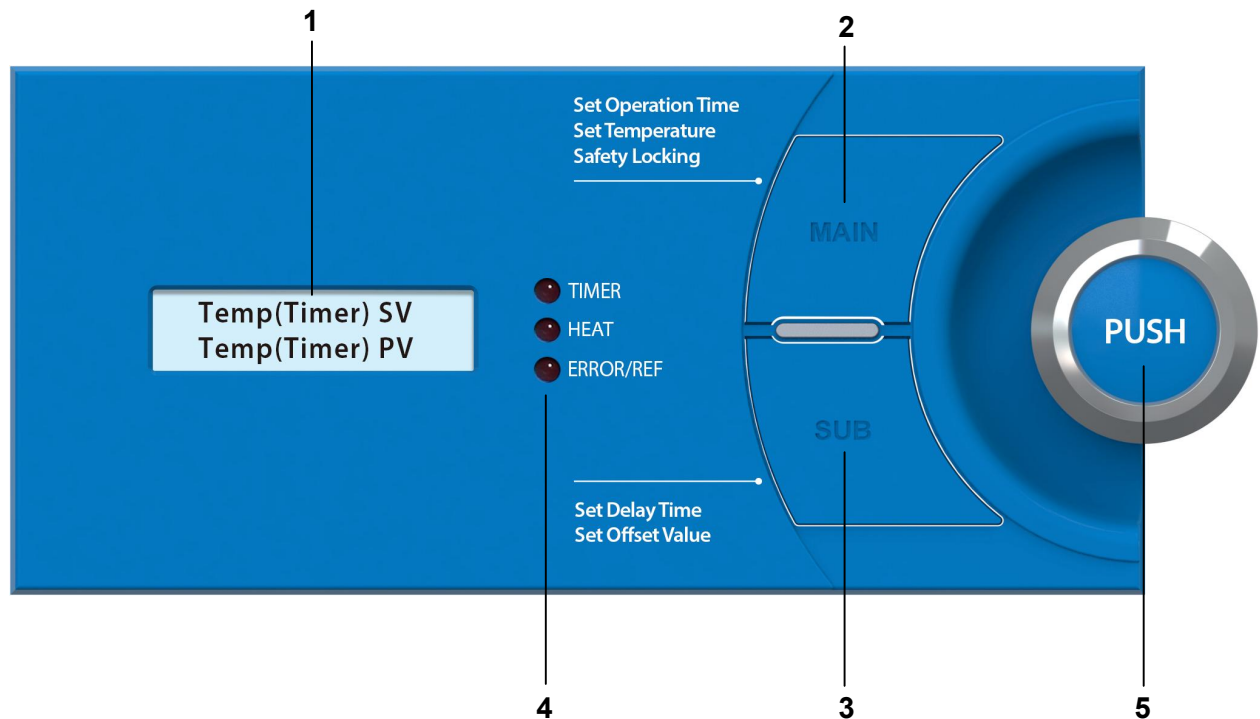 1
2
Set Operation Time
Set Temperature
Safety Locking
MAIN
Temp(Timer) SV
Temp(Timer) PV
TIMER
HEAT
ERROR/REF
PUSH
SUB
Set Delay Time
Set Offset Value
4
3
5